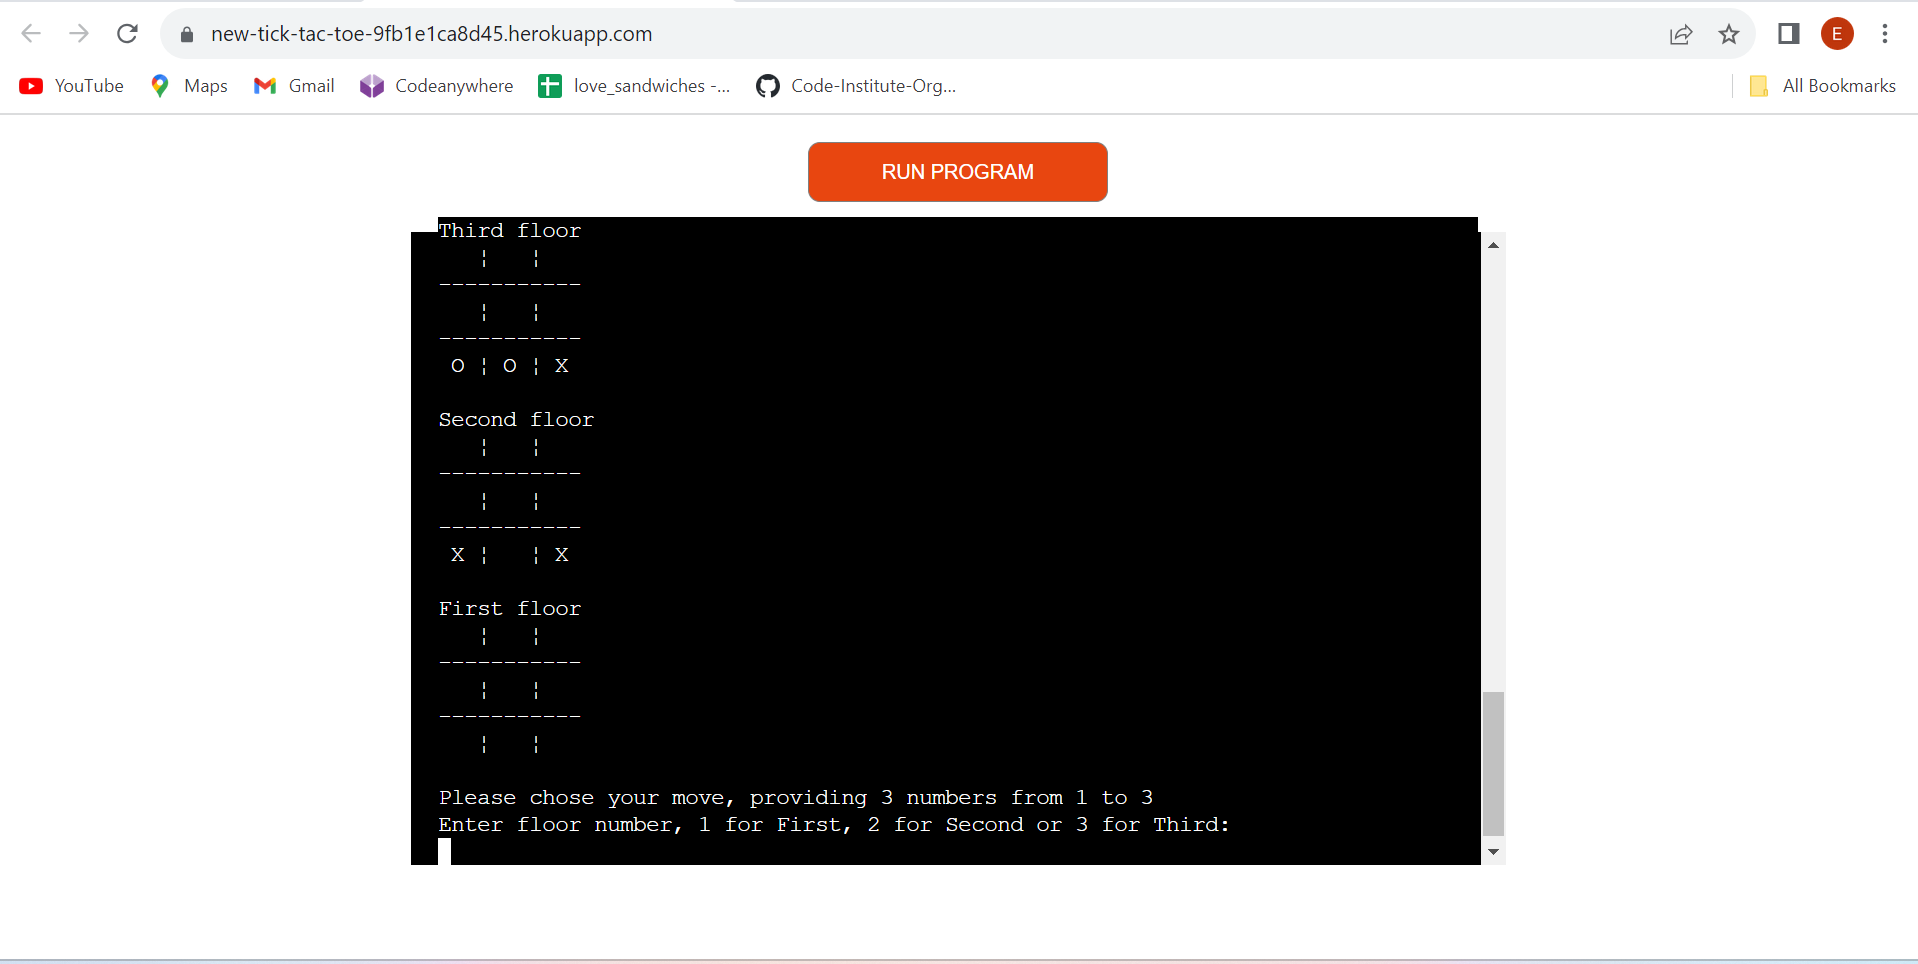 new-tick-tac-toe-9fb1e1ca8d45.herokuapp.com
E
YouTube Maps Gmail Codeanywhere love_sandwiches -... Code-Institute-Org... All Bookmarks
RUN PROGRAM
Third floor
   ¦   ¦
-----------
   ¦   ¦
-----------
 O ¦ O ¦ X
Second floor
   ¦   ¦
-----------
   ¦   ¦
-----------
 X ¦   ¦ X
First floor
   ¦   ¦
-----------
   ¦   ¦
-----------
   ¦   ¦
Please chose your move, providing 3 numbers from 1 to 3
Enter floor number, 1 for First, 2 for Second or 3 for Third: